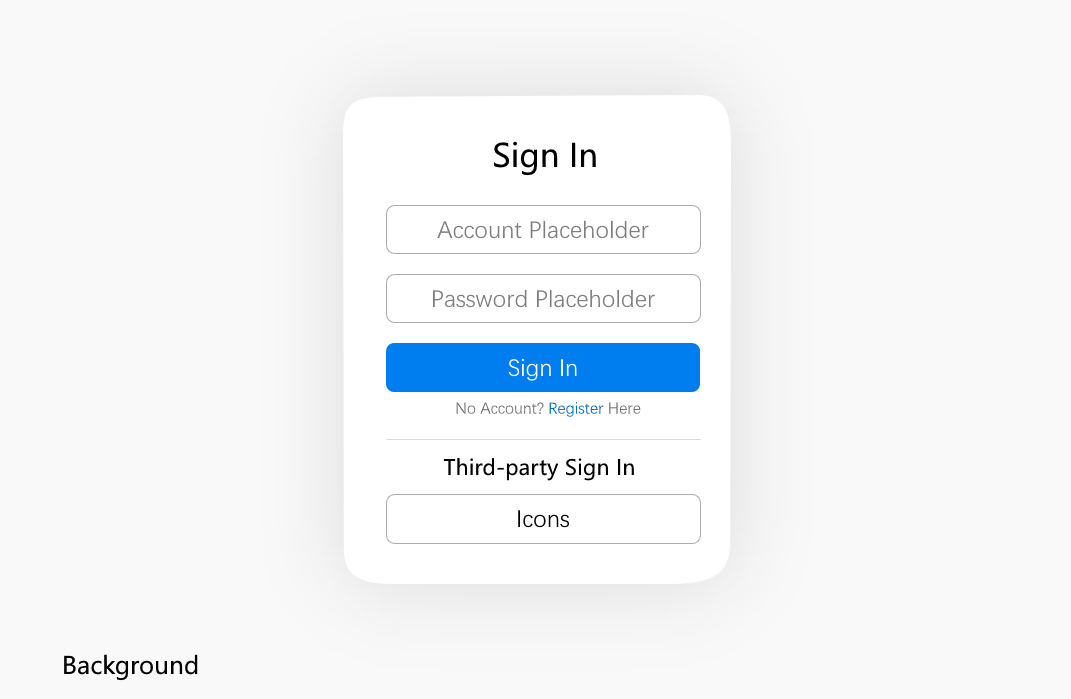 Sign In
Account Placeholder
Password Placeholder
Sign In
No Account? Register Here
Third-party Sign In
Icons
Background